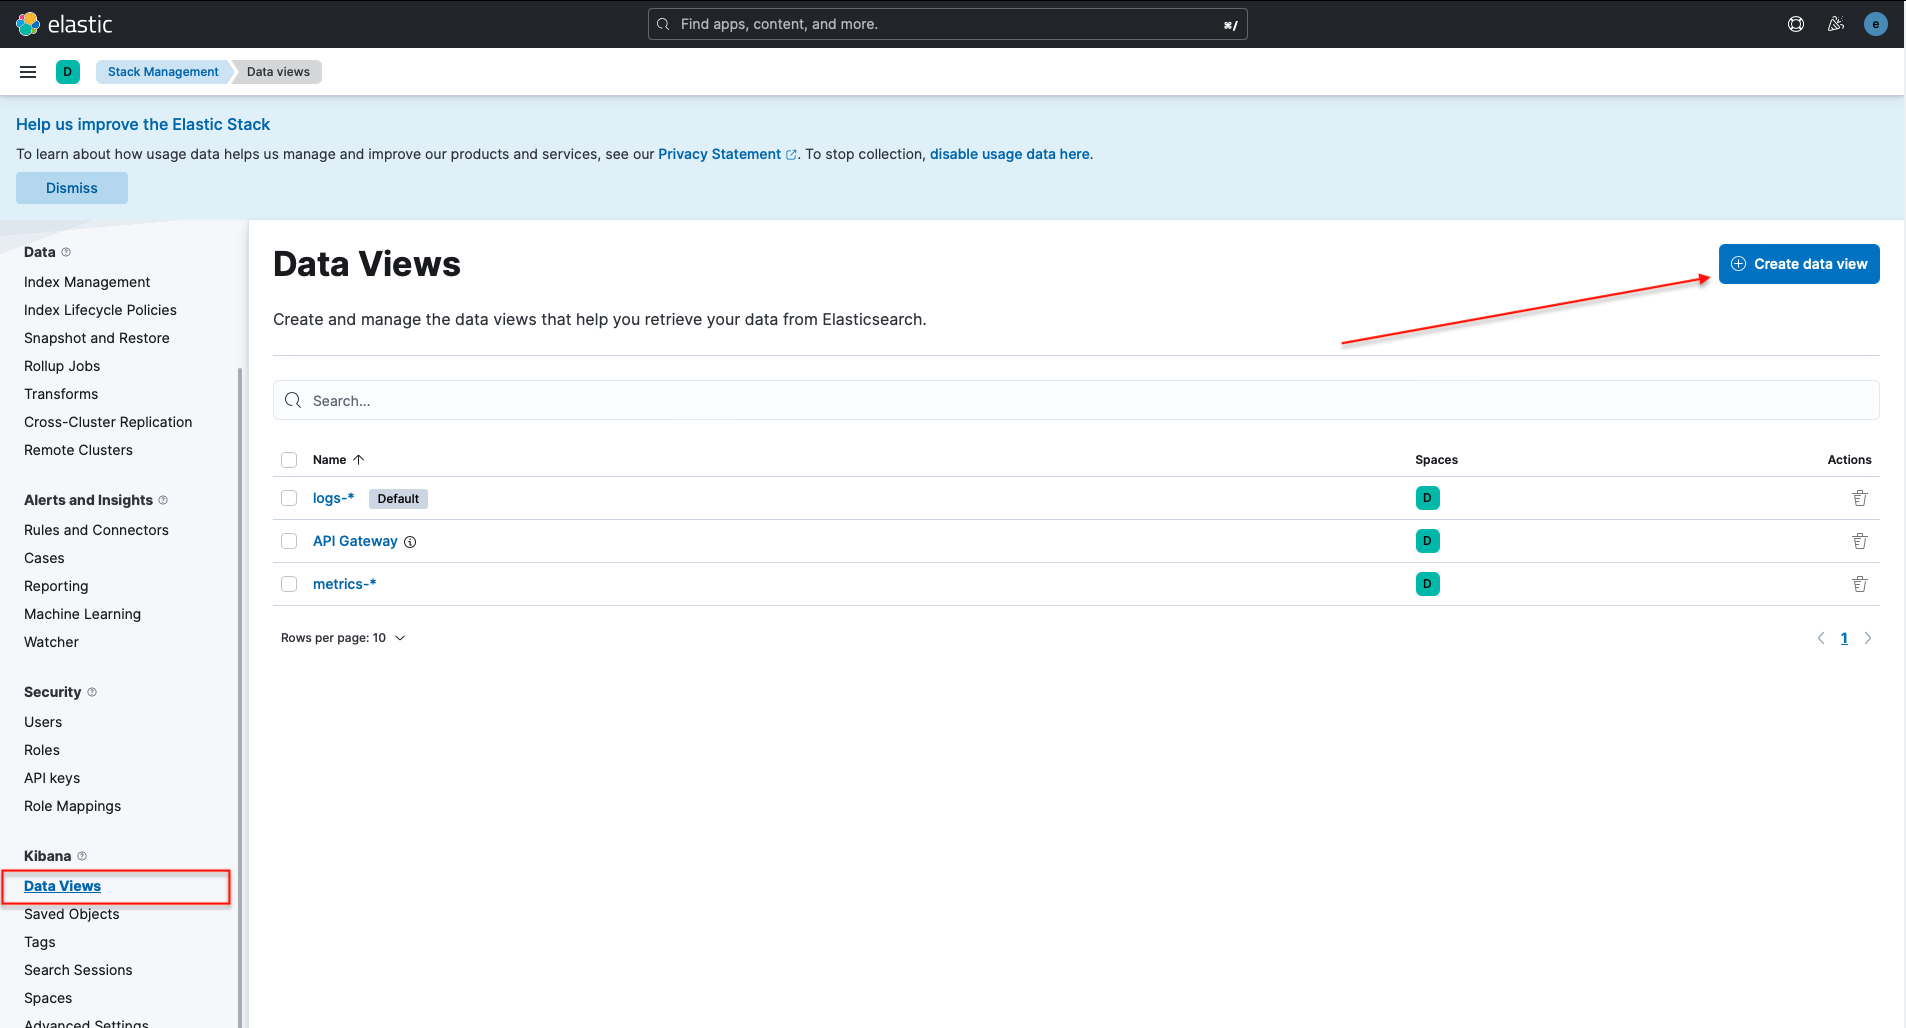 elastic
Find apps, content, and more.
⌘/
e
D
Stack Management
Data views
Help us improve the Elastic Stack
To learn about how usage data helps us manage and improve our products and services, see our Privacy Statement. To stop collection, disable usage data here.
Dismiss
Data
Index Management
Index Lifecycle Policies
Snapshot and Restore
Rollup Jobs
Transforms
Cross-Cluster Replication
Remote Clusters
Alerts and Insights
Rules and Connectors
Cases
Reporting
Machine Learning
Watcher
Security
Users
Roles
API keys
Role Mappings
Kibana
Data Views
Saved Objects
Tags
Search Sessions
Spaces
Advanced Settings
Data Views
Create data view
Create and manage the data views that help you retrieve your data from Elasticsearch.
Search...
Name Spaces Actions
logs-* Default D
API Gateway D
metrics-* D
Rows per page: 10
1